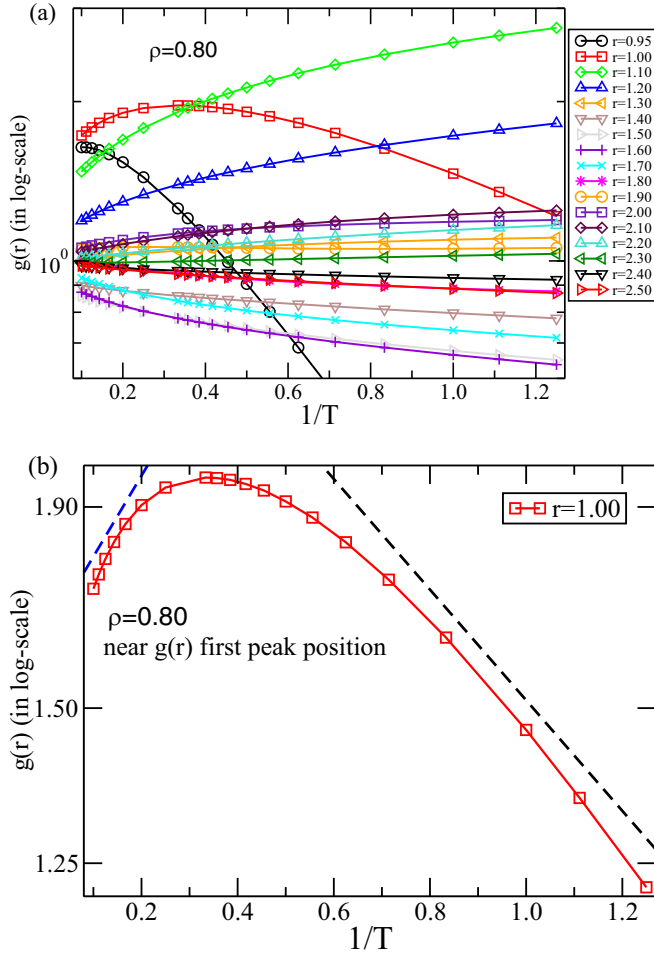 (a)
ρ=0.80
g(r) (in log-scale)
10⁰
0.2 0.4 0.6 0.8 1.0 1.2
1/T
r=0.95
r=1.00
r=1.10
r=1.20
r=1.30
r=1.40
r=1.50
r=1.60
r=1.70
r=1.80
r=1.90
r=2.00
r=2.10
r=2.20
r=2.30
r=2.40
r=2.50
(b)
r=1.00
1.90
ρ=0.80
near g(r) first peak position
g(r) (in log-scale)
1.50
1.25
0.2 0.4 0.6 0.8 1.0 1.2
1/T